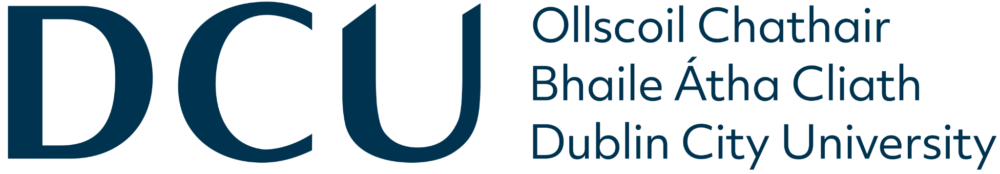 DCU
Ollscoil Chathair
Bhaile Átha Cliath
Dublin City University